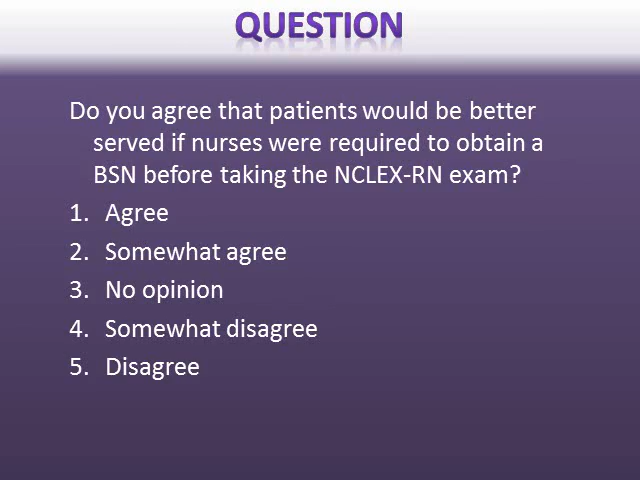 QUESTION
Do you agree that patients would be better
served if nurses were required to obtain a
BSN before taking the NCLEX-RN exam?
1. Agree
2. Somewhat agree
3. No opinion
4. Somewhat disagree
5. Disagree